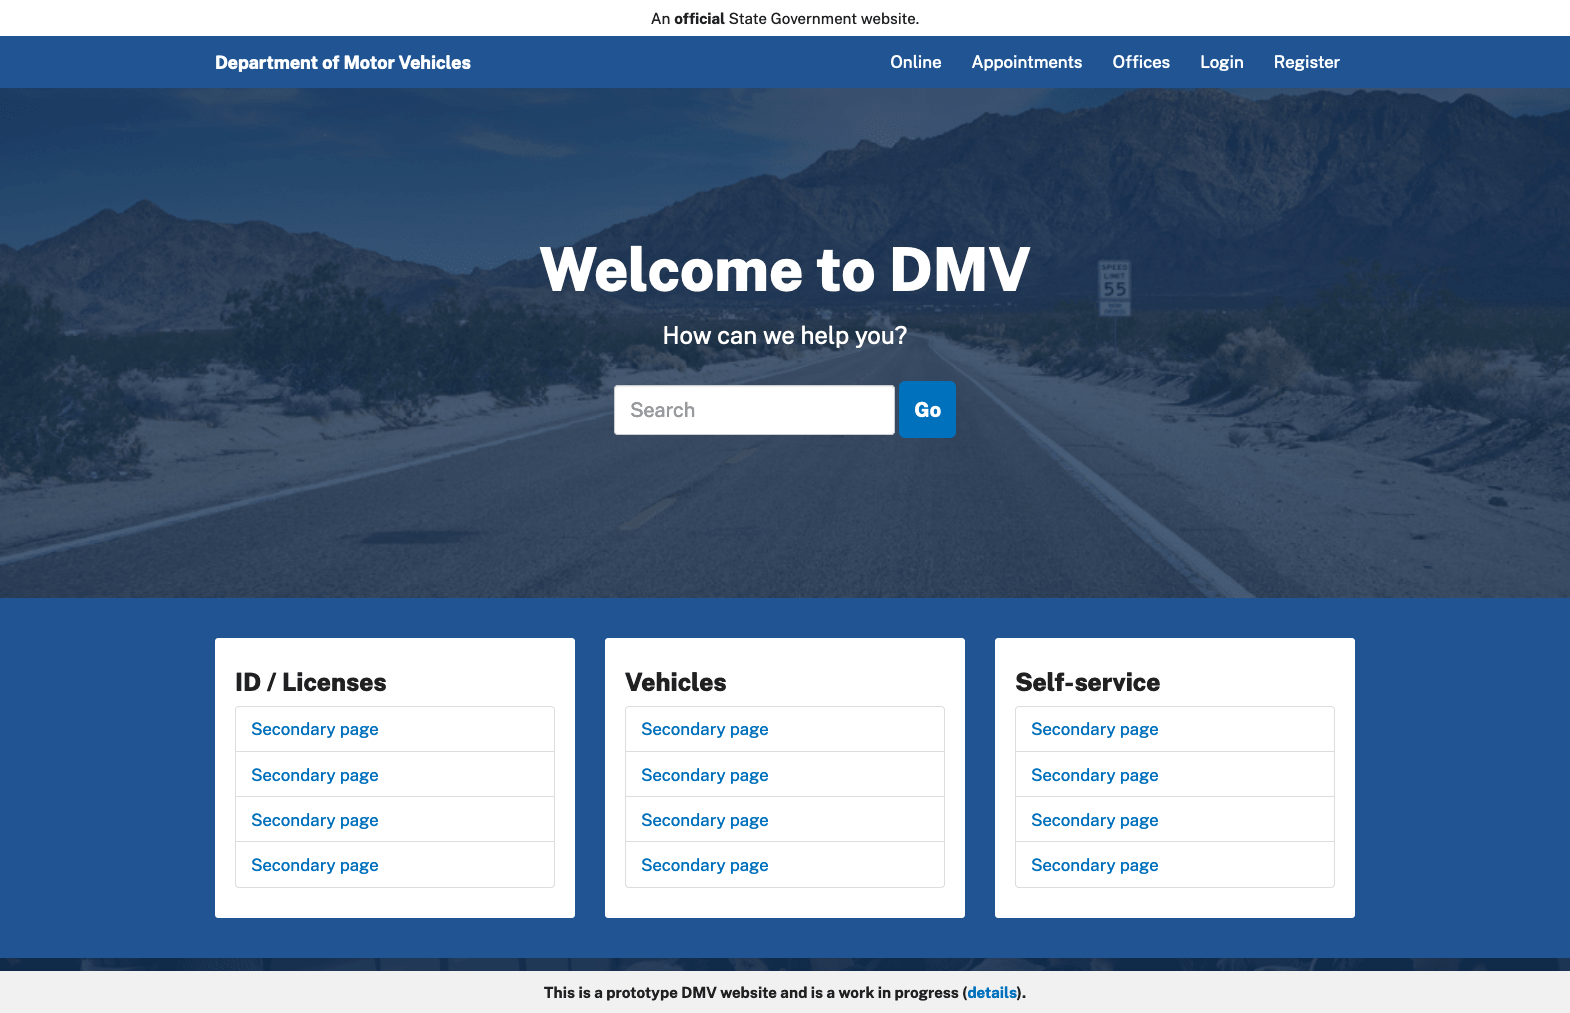 An official State Government website.
Department of Motor Vehicles Online Appointments Offices Login Register
Welcome to DMV
SPEED
LIMIT
55
How can we help you?
Search Go
ID / Licenses
Secondary page
Secondary page
Secondary page
Secondary page
Vehicles
Secondary page
Secondary page
Secondary page
Secondary page
Self-service
Secondary page
Secondary page
Secondary page
Secondary page
This is a prototype DMV website and is a work in progress (details).